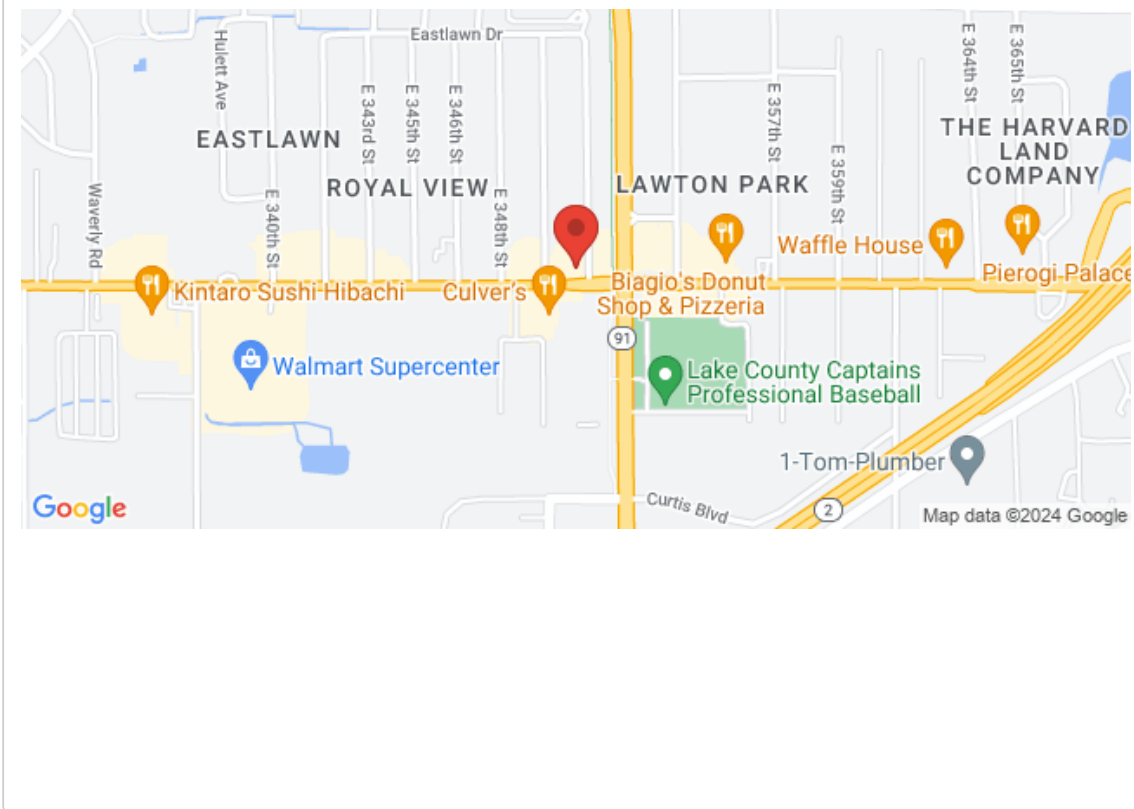 Eastlawn Dr
Hulett Ave
E 343rd St
E 345th St
E 346th St
E 364th St
E 365th St
E 357th St
EASTLAWN
THE HARVARD
LAND
COMPANY
E 359th St
ROYAL VIEW
LAWTON PARK
Waverly Rd
E 340th St
E 348th St
Waffle House
Pierogi Palace
Kintaro Sushi Hibachi
Culver's
Biagio's Donut
Shop & Pizzeria
91
Walmart Supercenter
Lake County Captains
Professional Baseball
1-Tom-Plumber
Curtis Blvd
2
Google
Map data ©2024 Google